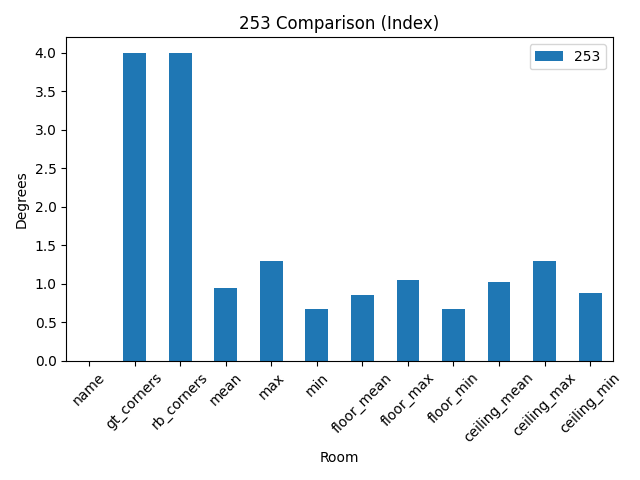 253 Comparison (Index)
253
Degrees
4.0
3.5
3.0
2.5
2.0
1.5
1.0
0.5
0.0
name
gt_corners
rb_corners
mean
max
min
floor_mean
floor_max
floor_min
ceiling_mean
ceiling_max
ceiling_min
Room